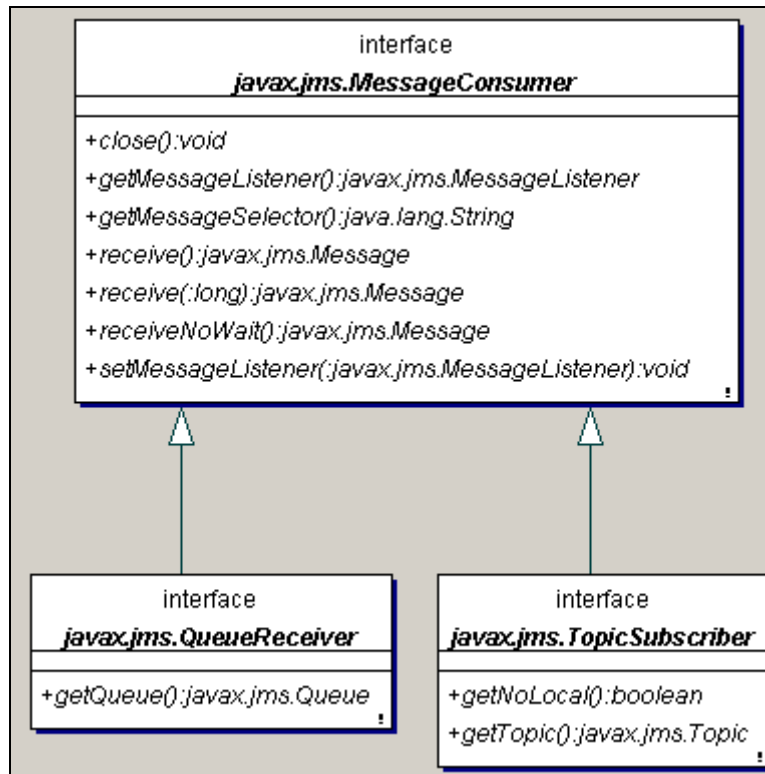 interface
javax.jms.MessageConsumer
+close():void
+getMessageListener():javax.jms.MessageListener
+getMessageSelector():java.lang.String
+receive():javax.jms.Message
+receive(:long):javax.jms.Message
+receiveNoWait():javax.jms.Message
+setMessageListener(:javax.jms.MessageListener):void
!
interface
javax.jms.QueueReceiver
+getQueue():javax.jms.Queue
!
interface
javax.jms.TopicSubscriber
+getNoLocal():boolean
+getTopic():javax.jms.Topic
!